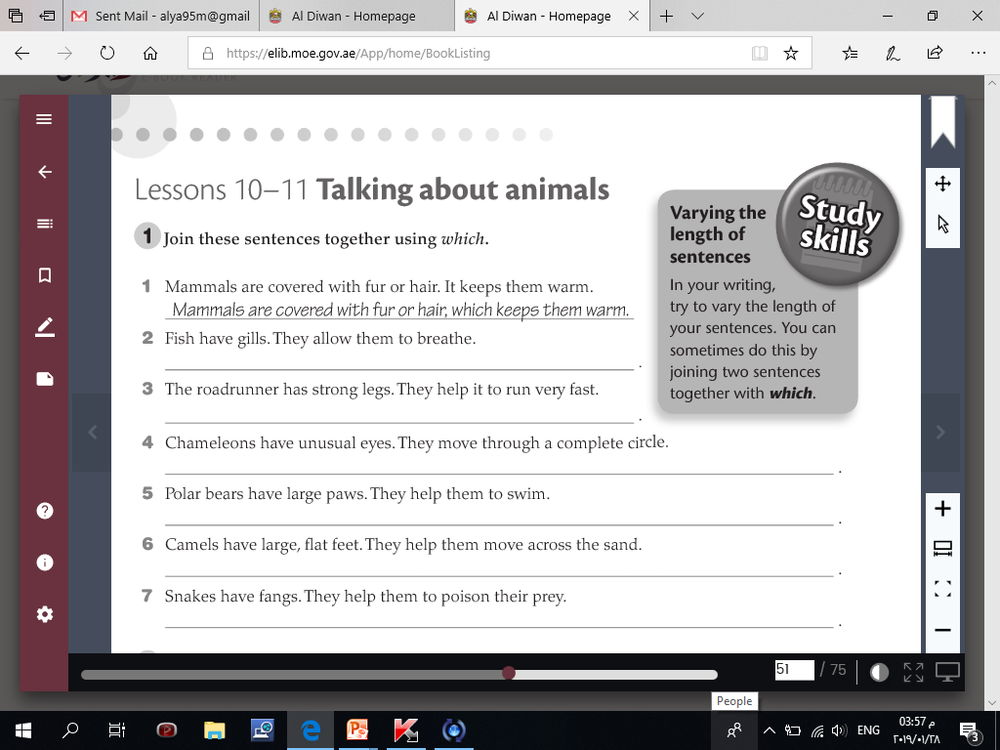 Sent Mail - alya95m@gmail
Al Diwan - Homepage
Al Diwan - Homepage
https://elib.moe.gov.ae/App/home/BookListing
Lessons 10–11 Talking about animals
1 Join these sentences together using which.
1 Mammals are covered with fur or hair. It keeps them warm.
Mammals are covered with fur or hair, which keeps them warm.
2 Fish have gills. They allow them to breathe.
.
3 The roadrunner has strong legs. They help it to run very fast.
.
4 Chameleons have unusual eyes. They move through a complete circle.
.
5 Polar bears have large paws. They help them to swim.
.
6 Camels have large, flat feet. They help them move across the sand.
.
7 Snakes have fangs. They help them to poison their prey.
.
Study
skills
Varying the
length of
sentences
In your writing,
try to vary the length of
your sentences. You can
sometimes do this by
joining two sentences
together with which.
51 / 75
People
ENG
03:57 م
٢٠١٩/٠١/٢٨
3